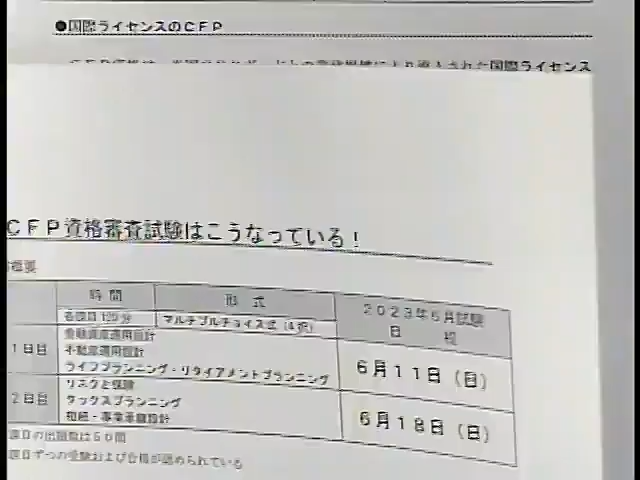 ●国際ライセンスのCFP
国際ライセンス
CFP資格審査試験はこうなっている!
概要
時間 形式 2023年6月試験
日程
各課目120分 マルチプルチョイス式(4択)
1日目 金融資産運用設計
不動産運用設計
ライフプランニング・リタイアメントプランニング
6月11日(日)
2日目 リスクと保険
タックスプランニング
相続・事業承継設計
6月18日(日)
課目の出題数は50問
課目ずつの受験および合格が認められている